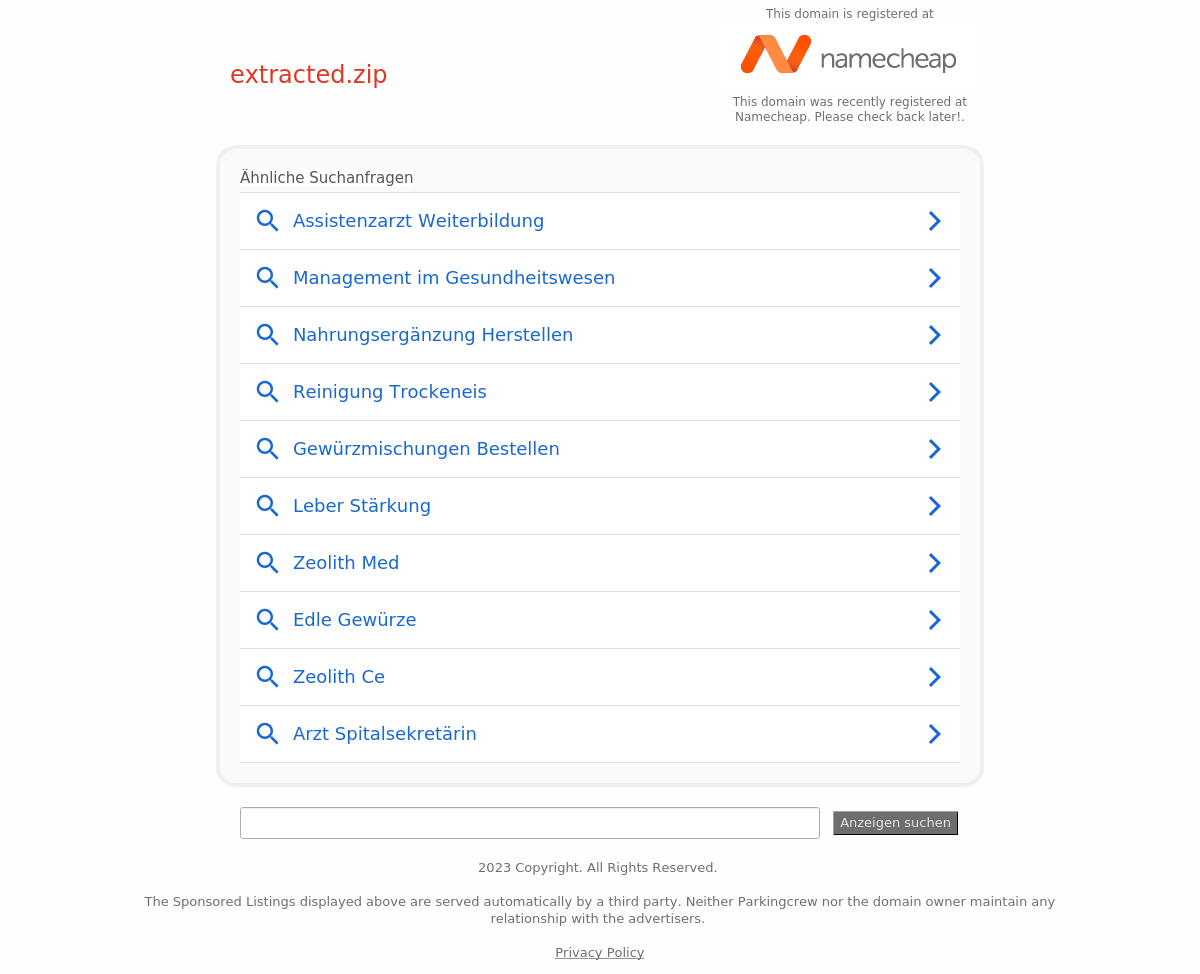 This domain is registered at
namecheap
extracted.zip
This domain was recently registered at
Namecheap. Please check back later!.
Ähnliche Suchanfragen
Assistenzarzt Weiterbildung
Management im Gesundheitswesen
Nahrungsergänzung Herstellen
Reinigung Trockeneis
Gewürzmischungen Bestellen
Leber Stärkung
Zeolith Med
Edle Gewürze
Zeolith Ce
Arzt Spitalsekretärin
Anzeigen suchen
2023 Copyright. All Rights Reserved.
The Sponsored Listings displayed above are served automatically by a third party. Neither Parkingcrew nor the domain owner maintain any
relationship with the advertisers.
Privacy Policy